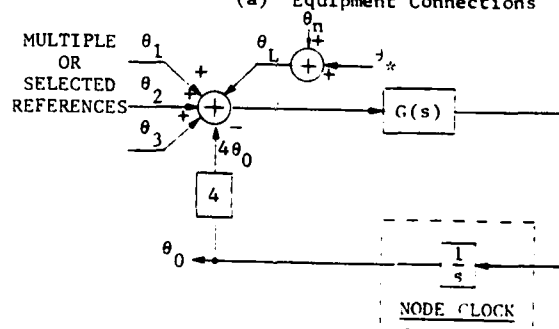 (a) Equipment Connections
θn
MULTIPLE
OR
SELECTED
REFERENCES
θ1
θ2
θ3
θL
+
+
+
+
+
+
+
−
G(s)
4θ0
4
θ0
1
s
NODE CLOCK